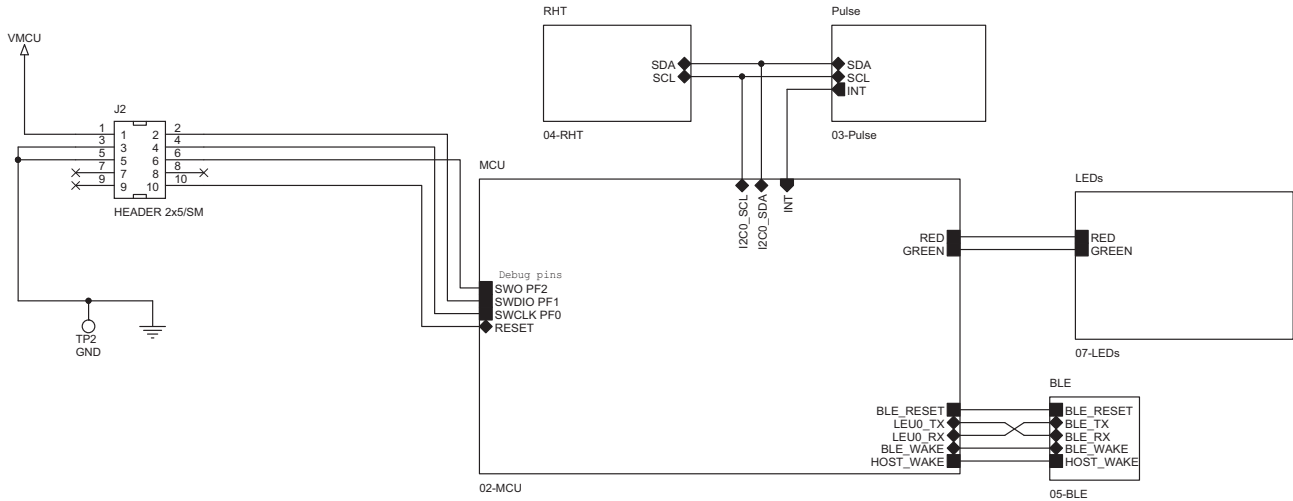 RHT
Pulse
VMCU
SDA
SCL
SDA
SCL
INT
J2
04-RHT
03-Pulse
1 1 2 2
3 3 4 4
5 5 6 6
7 7 8 8
9 9 10 10
HEADER 2x5/SM
MCU
I2C0_SCL
I2C0_SDA
INT
LEDs
RED
GREEN
RED
GREEN
Debug pins
SWO PF2
SWDIO PF1
SWCLK PF0
RESET
TP2
GND
07-LEDs
BLE
BLE_RESET
LEU0_TX
LEU0_RX
BLE_WAKE
HOST_WAKE
BLE_RESET
BLE_TX
BLE_RX
BLE_WAKE
HOST_WAKE
02-MCU
05-BLE